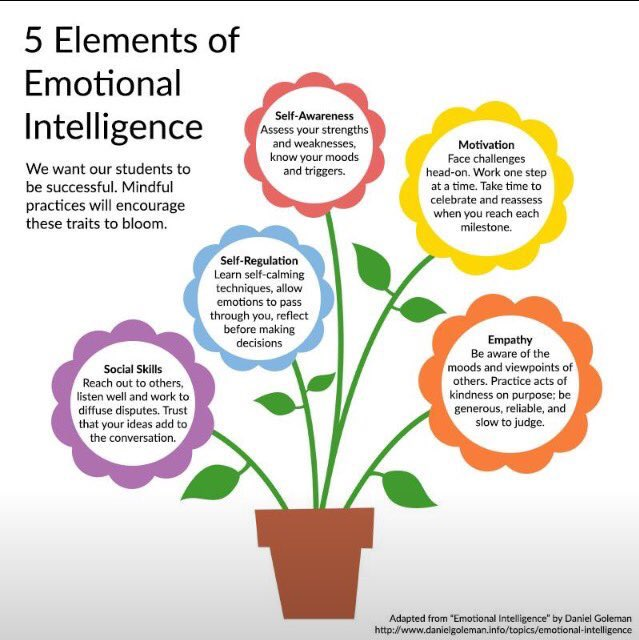 5 Elements of
Emotional
Intelligence
We want our students to
be successful. Mindful
practices will encourage
these traits to bloom.
Self-Awareness
Assess your strengths
and weaknesses,
know your moods
and triggers.
Motivation
Face challenges
head-on. Work one step
at a time. Take time to
celebrate and reassess
when you reach each
milestone.
Self-Regulation
Learn self-calming
techniques, allow
emotions to pass
through you, reflect
before making
decisions
Empathy
Be aware of the
moods and viewpoints of
others. Practice acts of
kindness on purpose; be
generous, reliable, and
slow to judge.
Social Skills
Reach out to others,
listen well and work to
diffuse disputes. Trust
that your ideas add to
the conversation.
Adapted from "Emotional Intelligence" by Daniel Goleman
http://www.danielgoleman.info/topics/emotional-intelligence